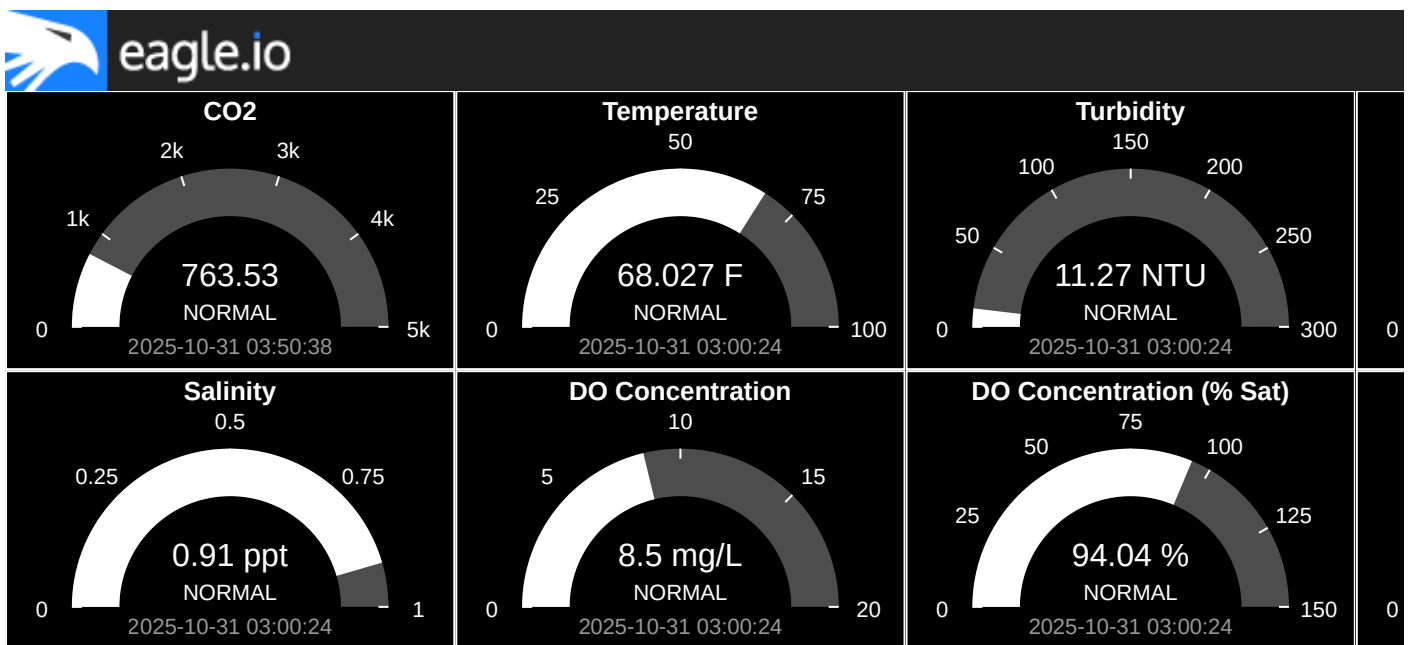 eagle.io
CO2
2k
3k
1k
4k
763.53
NORMAL
0
5k
2025-10-31 03:50:38
Temperature
50
25
75
68.027 F
NORMAL
0
100
2025-10-31 03:00:24
Turbidity
150
100
200
50
250
11.27 NTU
NORMAL
0
300
2025-10-31 03:00:24
0
Salinity
0.5
0.25
0.75
0.91 ppt
NORMAL
0
1
2025-10-31 03:00:24
DO Concentration
10
5
15
8.5 mg/L
NORMAL
0
20
2025-10-31 03:00:24
DO Concentration (% Sat)
75
50
100
25
125
94.04 %
NORMAL
0
150
2025-10-31 03:00:24
0